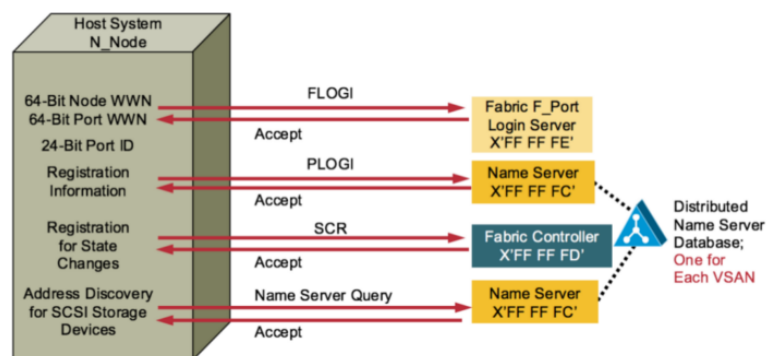 Host System
N_Node
64-Bit Node WWN
64-Bit Port WWN
24-Bit Port ID
FLOGI
Accept
Fabric F_Port
Login Server
X'FF FF FE'
Registration
Information
PLOGI
Accept
Name Server
X'FF FF FC'
Registration
for State
Changes
SCR
Accept
Fabric Controller
X'FF FF FD'
Distributed
Name Server
Database;
One for
Each VSAN
Address Discovery
for SCSI Storage
Devices
Name Server Query
Accept
Name Server
X'FF FF FC'